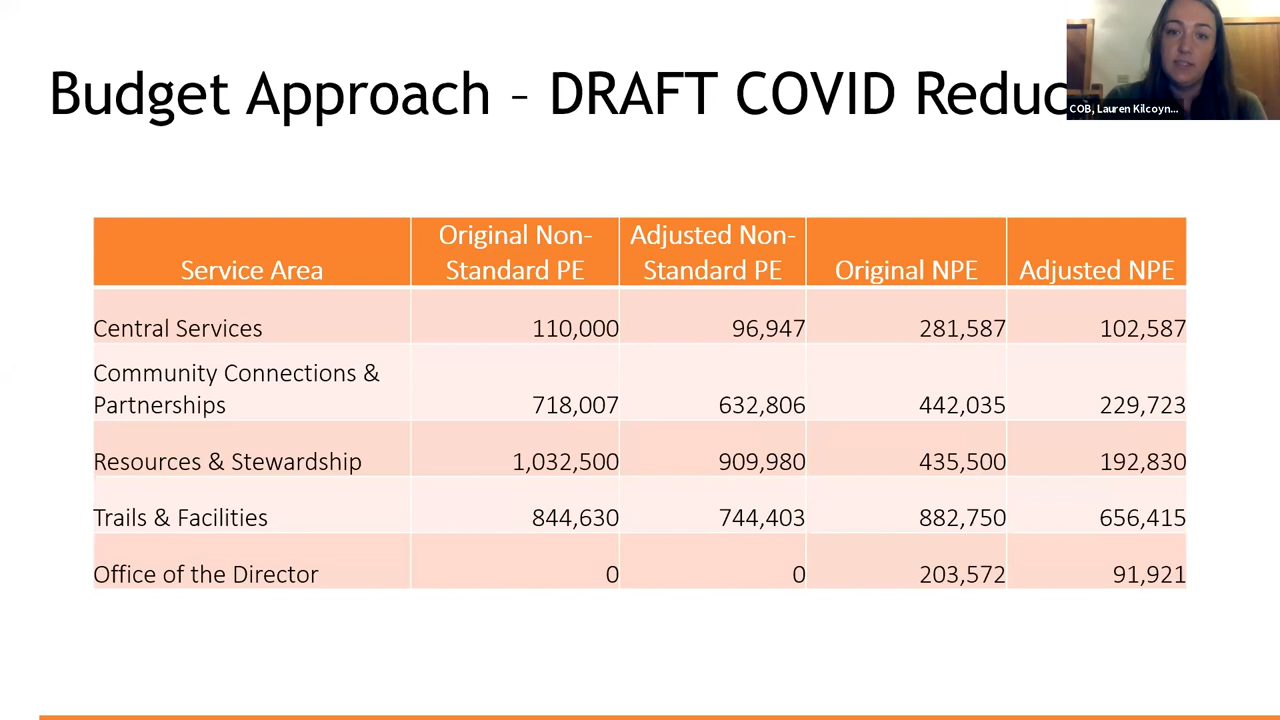 Budget Approach – DRAFT COVID Reduc
COB, Lauren Kilcoyn...
Original Non-
Adjusted Non-
Service Area
Standard PE
Standard PE
Original NPE
Adjusted NPE
Central Services
110,000
96,947
281,587
102,587
Community Connections &
Partnerships
718,007
632,806
442,035
229,723
Resources & Stewardship
1,032,500
909,980
435,500
192,830
Trails & Facilities
844,630
744,403
882,750
656,415
Office of the Director
0
0
203,572
91,921